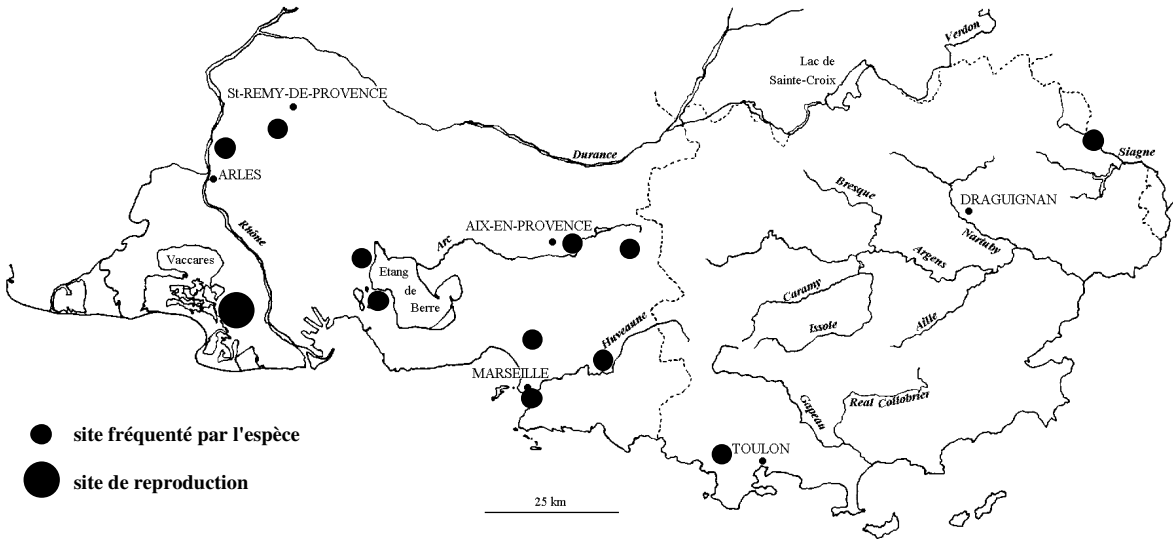 Verdon
Lac de
Sainte-Croix
St-REMY-DE-PROVENCE
Durance
Siagne
ARLES
Bresque
DRAGUIGNAN
Rhône
AIX-EN-PROVENCE
Arc
Nartuby
Argens
Vaccares
Etang
de
Berre
Caramy
Issole
Aille
Huveaune
MARSEILLE
Gapeau
Real Collobrier
TOULON
site fréquenté par l'espèce
site de reproduction
25 km